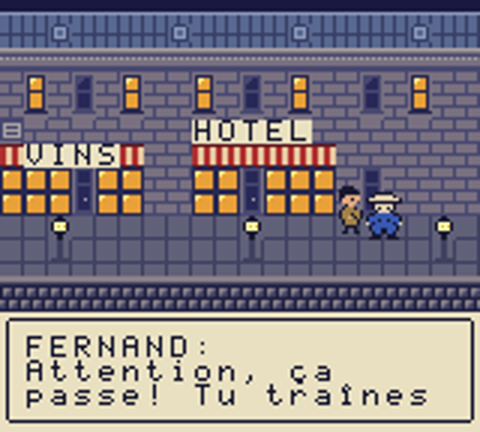 HOTEL
VINS
FERNAND:
Attention, ça
passe! Tu traînes